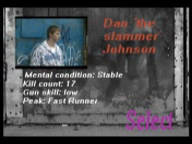 Dan the
slammer
Johnson
Mental condition: Stable
Kill count: 17
Gun skill: low
Peak: Fast Runner
Select